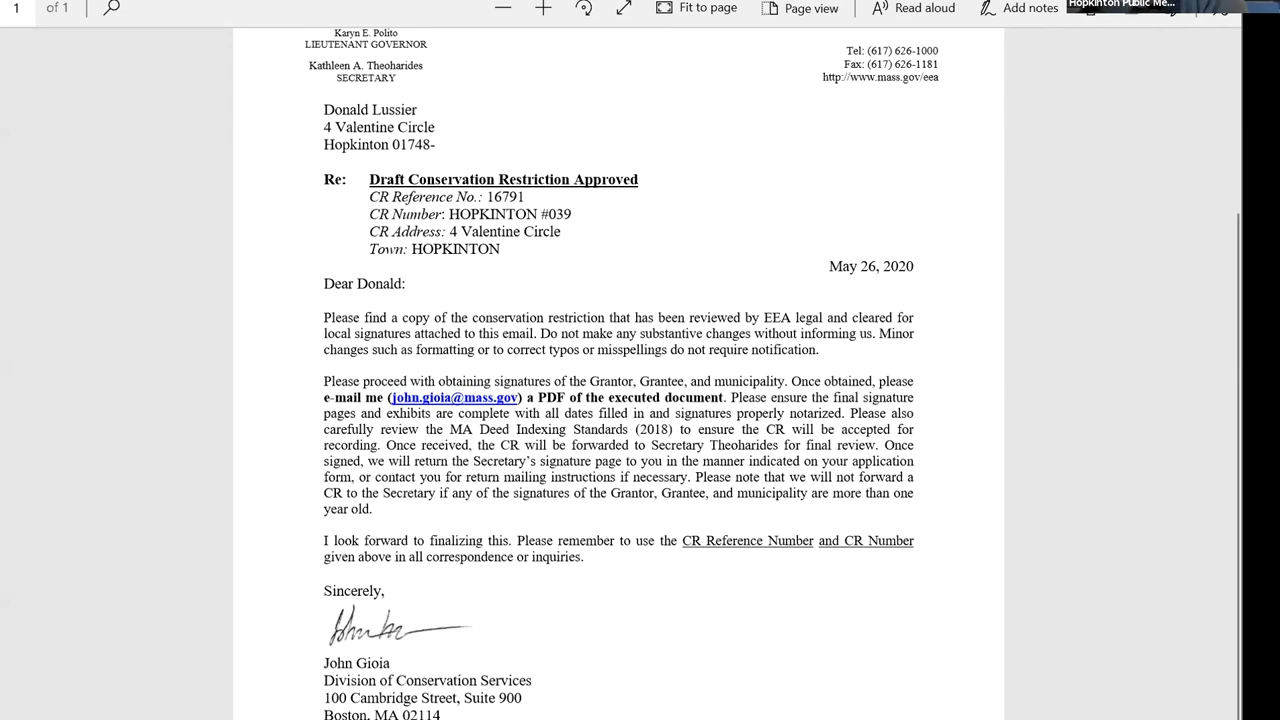 1 of 1 Fit to page Page view Read aloud Add notes
Hopkinton Public Me...
Karyn E. Polito
LIEUTENANT GOVERNOR
Kathleen A. Theoharides
SECRETARY
Tel: (617) 626-1000
Fax: (617) 626-1181
http://www.mass.gov/eea
Donald Lussier
4 Valentine Circle
Hopkinton 01748-
Re: Draft Conservation Restriction Approved
CR Reference No.: 16791
CR Number: HOPKINTON #039
CR Address: 4 Valentine Circle
Town: HOPKINTON
May 26, 2020
Dear Donald:
Please find a copy of the conservation restriction that has been reviewed by EEA legal and cleared for
local signatures attached to this email. Do not make any substantive changes without informing us. Minor
changes such as formatting or to correct typos or misspellings do not require notification.
Please proceed with obtaining signatures of the Grantor, Grantee, and municipality. Once obtained, please
e-mail me (john.gioia@mass.gov) a PDF of the executed document. Please ensure the final signature
pages and exhibits are complete with all dates filled in and signatures properly notarized. Please also
carefully review the MA Deed Indexing Standards (2018) to ensure the CR will be accepted for
recording. Once received, the CR will be forwarded to Secretary Theoharides for final review. Once
signed, we will return the Secretary's signature page to you in the manner indicated on your application
form, or contact you for return mailing instructions if necessary. Please note that we will not forward a
CR to the Secretary if any of the signatures of the Grantor, Grantee, and municipality are more than one
year old.
I look forward to finalizing this. Please remember to use the CR Reference Number and CR Number
given above in all correspondence or inquiries.
Sincerely,
John Gioia
Division of Conservation Services
100 Cambridge Street, Suite 900
Boston, MA 02114